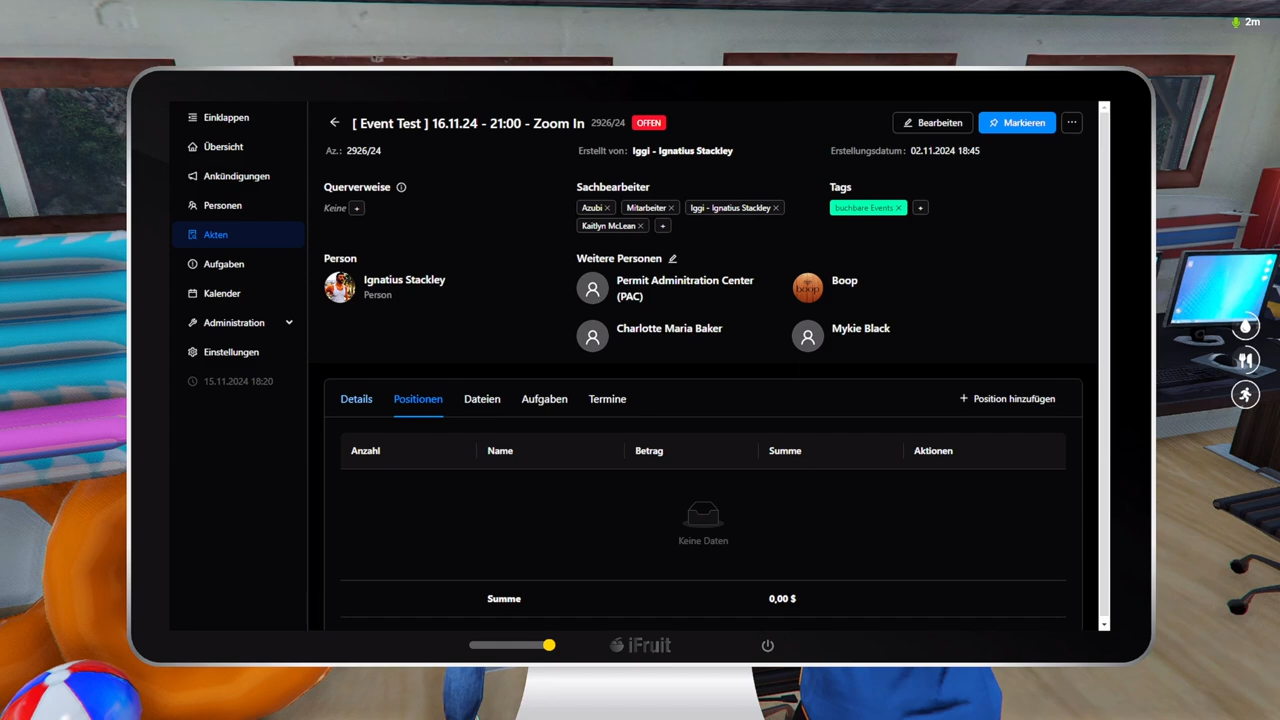 2m
Einklappen
Übersicht
Ankündigungen
Personen
Akten
Aufgaben
Kalender
Administration
Einstellungen
15.11.2024 18:20
[ Event Test ] 16.11.24 - 21:00 - Zoom In 2926/24 OFFEN
Bearbeiten
Markieren
Az.: 2926/24
Erstellt von: Iggi - Ignatius Stackley
Erstellungsdatum: 02.11.2024 18:45
Querverweise
Keine +
Sachbearbeiter
Azubi × Mitarbeiter × Iggi - Ignatius Stackley ×
Kaitlyn McLean × +
Tags
buchbare Events × +
Person
Ignatius Stackley
Person
Weitere Personen
Permit Adminitration Center
(PAC)
boop
Boop
Charlotte Maria Baker
Mykie Black
Details Positionen Dateien Aufgaben Termine + Position hinzufügen
Anzahl Name Betrag Summe Aktionen
Keine Daten
Summe 0,00 $
iFruit